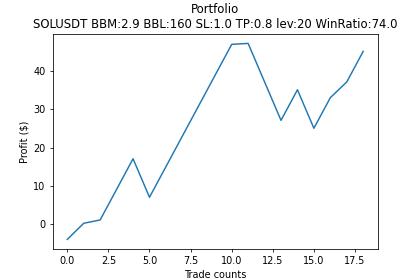 Portfolio
SOLUSDT BBM:2.9 BBL:160 SL:1.0 TP:0.8 lev:20 WinRatio:74.0
40
30
20
10
0
Profit ($)
0.0 2.5 5.0 7.5 10.0 12.5 15.0 17.5
Trade counts